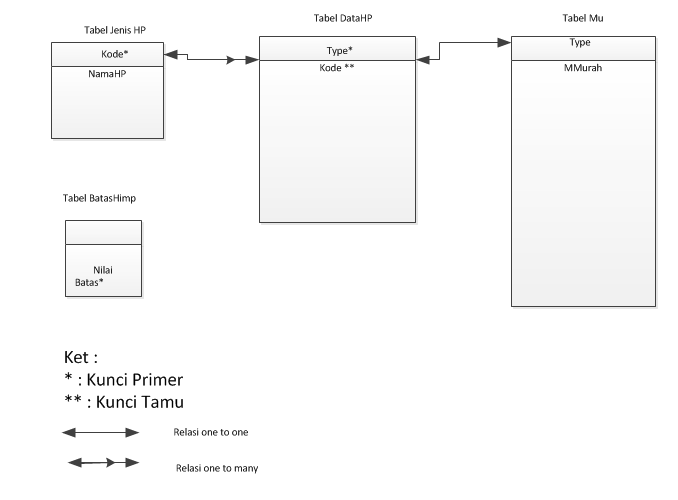 Tabel Jenis HP
Kode*
NamaHP
Tabel DataHP
Type*
Kode **
Tabel Mu
Type
MMurah
Tabel BatasHimp
Nilai
Batas*
Ket :
* : Kunci Primer
** : Kunci Tamu
Relasi one to one
Relasi one to many